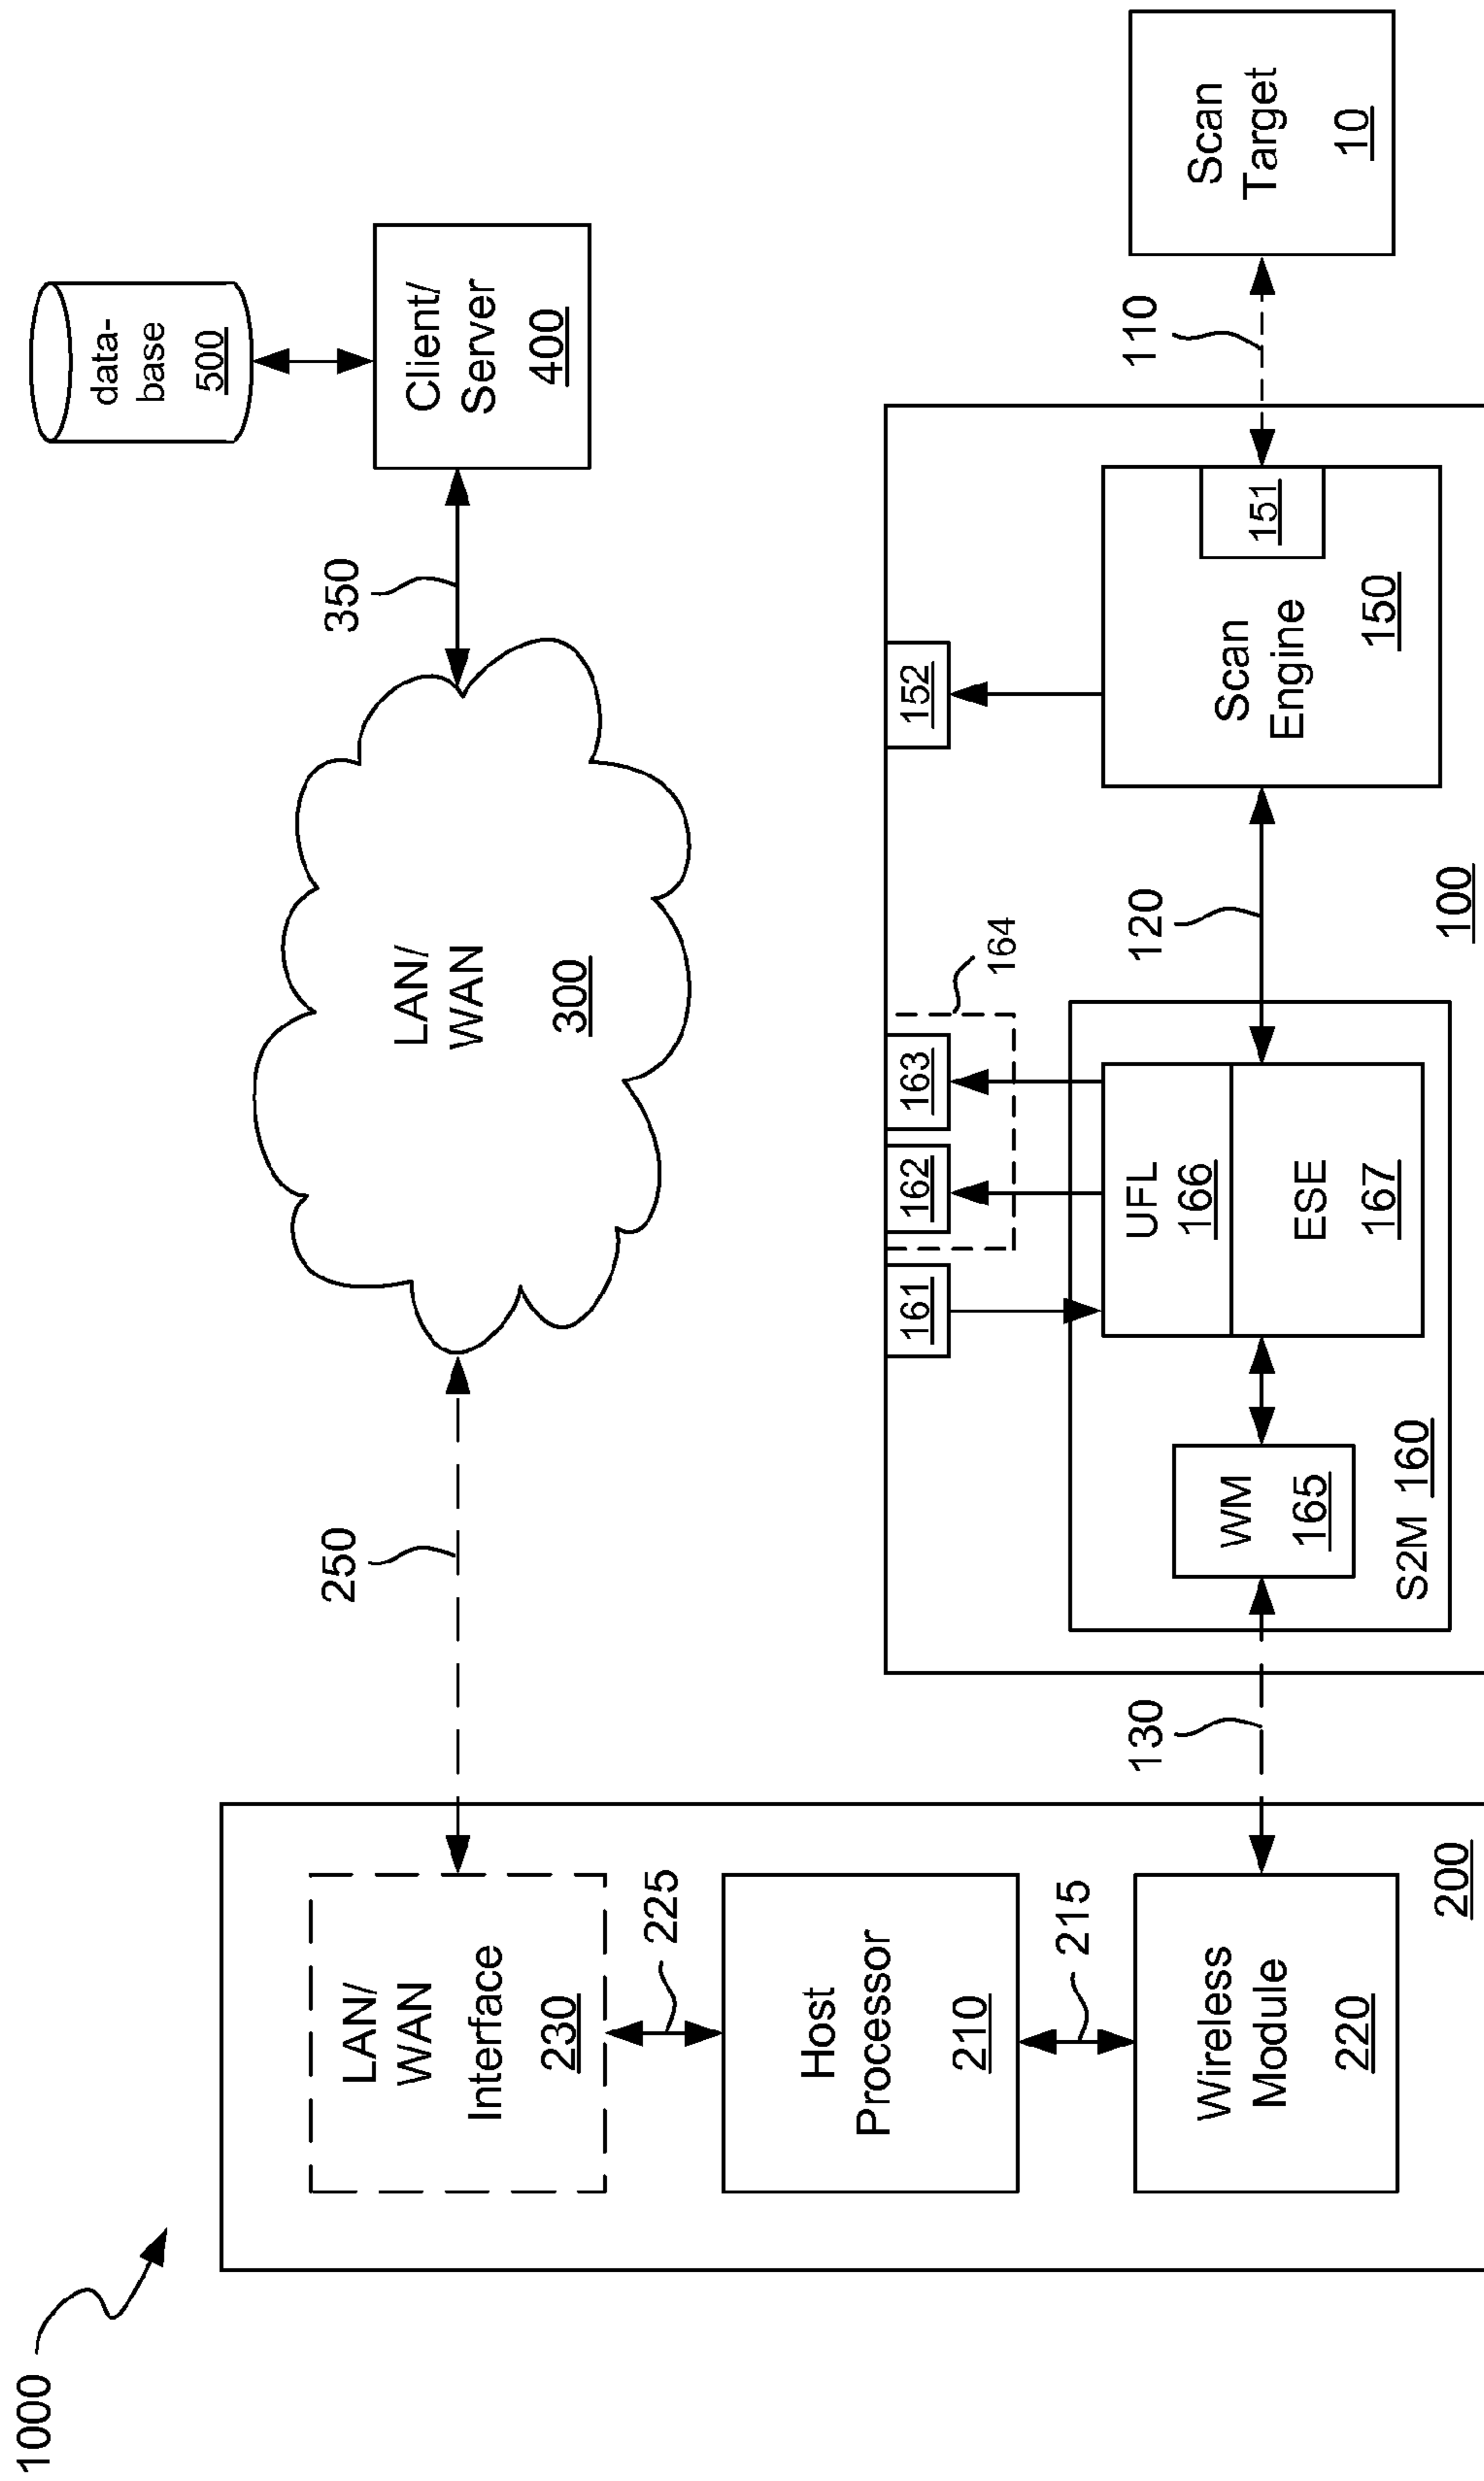 1000
data-
base
500
Client/
Server
400
350
LAN/
WAN
300
250
LAN/
WAN
Interface
230
225
Host
Processor
210
215
Wireless
Module
220
200
130
161
162
163
164
152
WM
165
S2M 160
UFL
166
ESE
167
120
Scan
Engine
150
151
100
110
Scan
Target
10